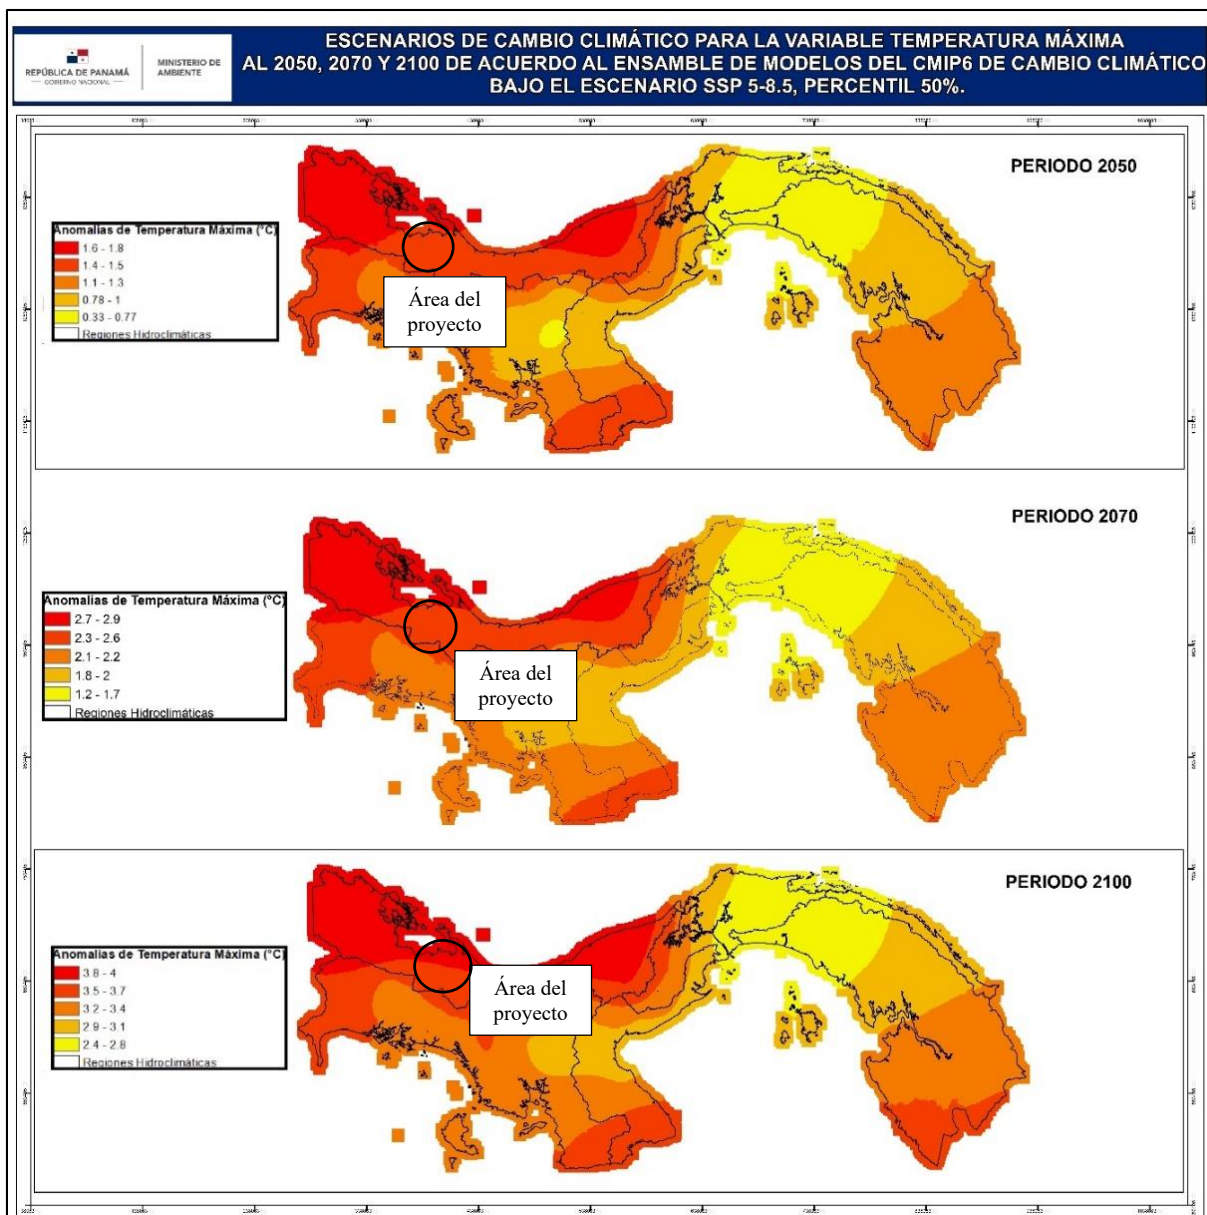 REPÚBLICA DE PANAMÁ
— GOBIERNO NACIONAL —
MINISTERIO DE
AMBIENTE
ESCENARIOS DE CAMBIO CLIMÁTICO PARA LA VARIABLE TEMPERATURA MÁXIMA
AL 2050, 2070 Y 2100 DE ACUERDO AL ENSAMBLE DE MODELOS DEL CMIP6 DE CAMBIO CLIMÁTICO
BAJO EL ESCENARIO SSP 5-8.5, PERCENTIL 50%.
PERIODO 2050
Anomalias de Temperatura Máxima (°C)
1.6 - 1.8
1.4 - 1.5
1.1 - 1.3
0.78 - 1
0.33 - 0.77
Regiones Hidroclimáticas
Área del
proyecto
PERIODO 2070
Anomalias de Temperatura Máxima (°C)
2.7 - 2.9
2.3 - 2.6
2.1 - 2.2
1.8 - 2
1.2 - 1.7
Regiones Hidroclimáticas
Área del
proyecto
PERIODO 2100
Anomalias de Temperatura Máxima (°C)
3.8 - 4
3.5 - 3.7
3.2 - 3.4
2.9 - 3.1
2.4 - 2.8
Regiones Hidroclimáticas
Área del
proyecto